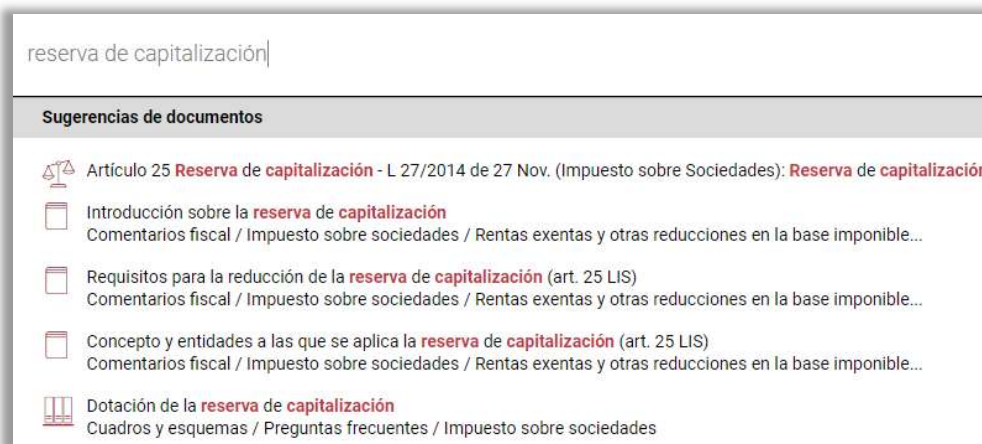 reserva de capitalización
Sugerencias de documentos
Artículo 25 Reserva de capitalización - L 27/2014 de 27 Nov. (Impuesto sobre Sociedades): Reserva de capitalización
Introducción sobre la reserva de capitalización
Comentarios fiscal / Impuesto sobre sociedades / Rentas exentas y otras reducciones en la base imponible...
Requisitos para la reducción de la reserva de capitalización (art. 25 LIS)
Comentarios fiscal / Impuesto sobre sociedades / Rentas exentas y otras reducciones en la base imponible...
Concepto y entidades a las que se aplica la reserva de capitalización (art. 25 LIS)
Comentarios fiscal / Impuesto sobre sociedades / Rentas exentas y otras reducciones en la base imponible...
Dotación de la reserva de capitalización
Cuadros y esquemas / Preguntas frecuentes / Impuesto sobre sociedades